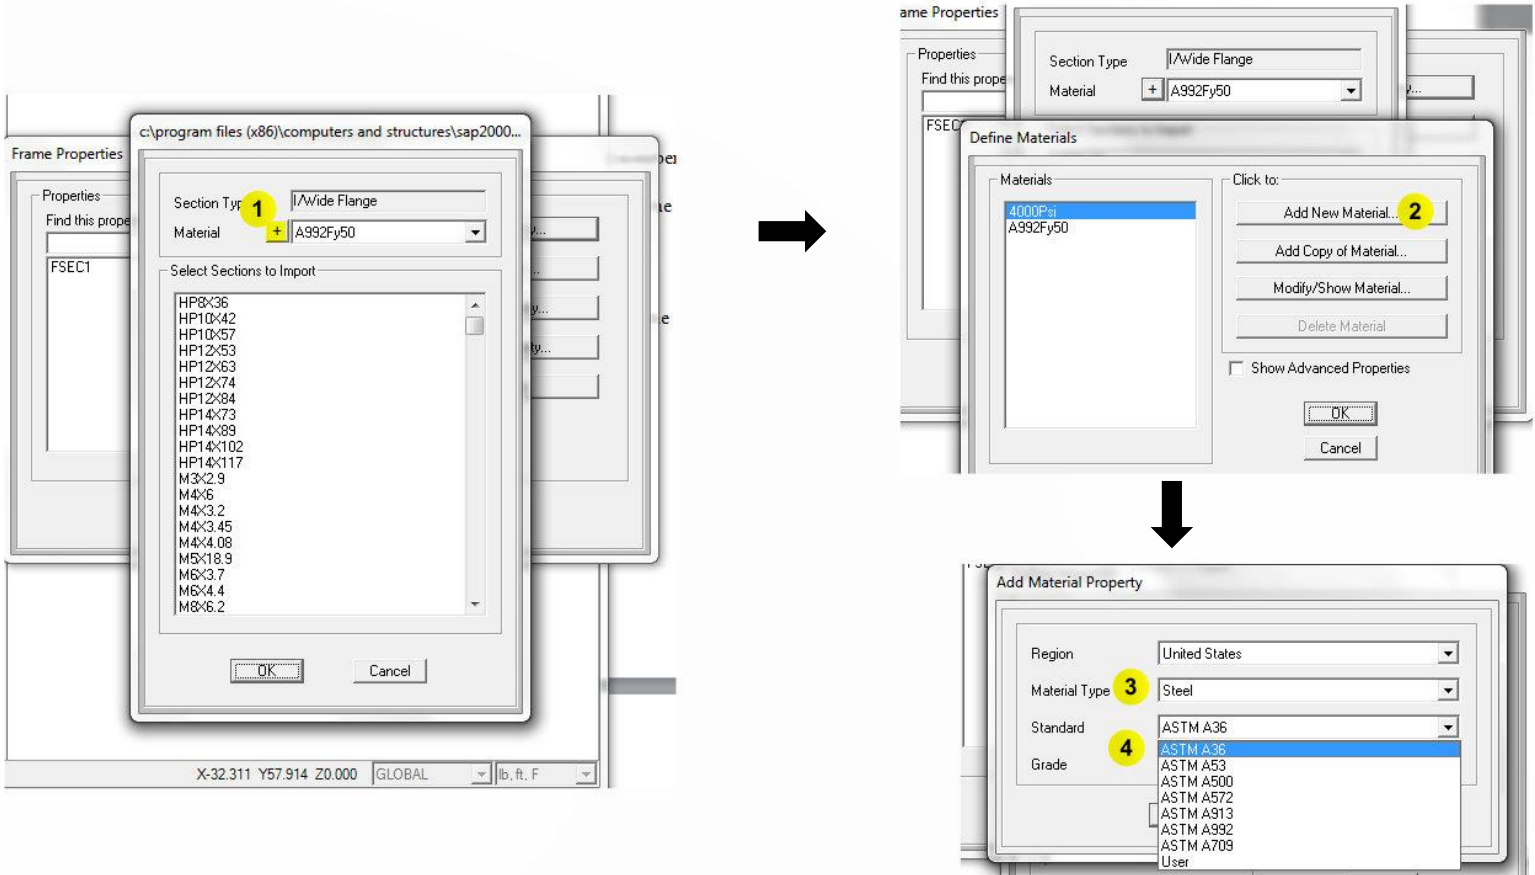 c:\program files (x86)\computers and structures\sap2000...
Frame Properties
Properties
Find this prope
FSEC1
Section Typ
1
I/Wide Flange
Material
+
A992Fy50
Select Sections to Import
HP8X36
HP10X42
HP10X57
HP12X53
HP12X63
HP12X74
HP12X84
HP14X73
HP14X89
HP14X102
HP14X117
M3X2.9
M4X6
M4X3.2
M4X3.45
M4X4.08
M5X18.9
M6X3.7
M6X4.4
M8X6.2
OK
Cancel
X-32.311 Y57.914 Z0.000
GLOBAL
lb, ft, F
ame Properties
Properties
Find this prope
FSEC
Section Type
I/Wide Flange
Material
+
A992Fy50
Define Materials
Materials
4000Psi
A992Fy50
Click to:
Add New Material...
2
Add Copy of Material...
Modify/Show Material...
Delete Material
Show Advanced Properties
OK
Cancel
Add Material Property
Region
United States
Material Type
3
Steel
Standard
ASTM A36
4
Grade
ASTM A36
ASTM A53
ASTM A500
ASTM A572
ASTM A913
ASTM A992
ASTM A709
User